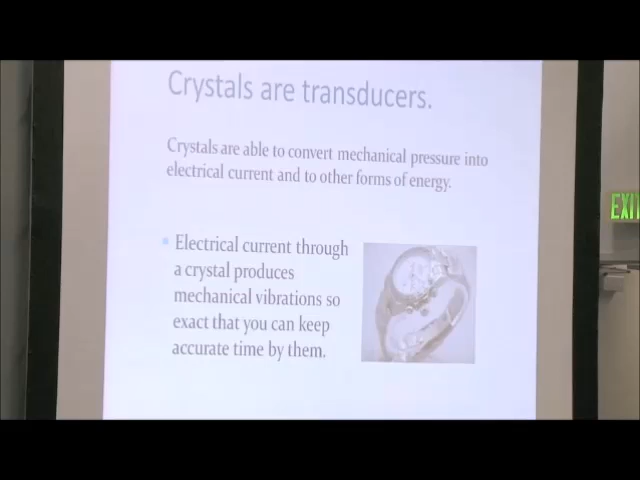 Crystals are transducers.
Crystals are able to convert mechanical pressure into
electrical current and to other forms of energy.
Electrical current through
a crystal produces
mechanical vibrations so
exact that you can keep
accurate time by them.
EXIT